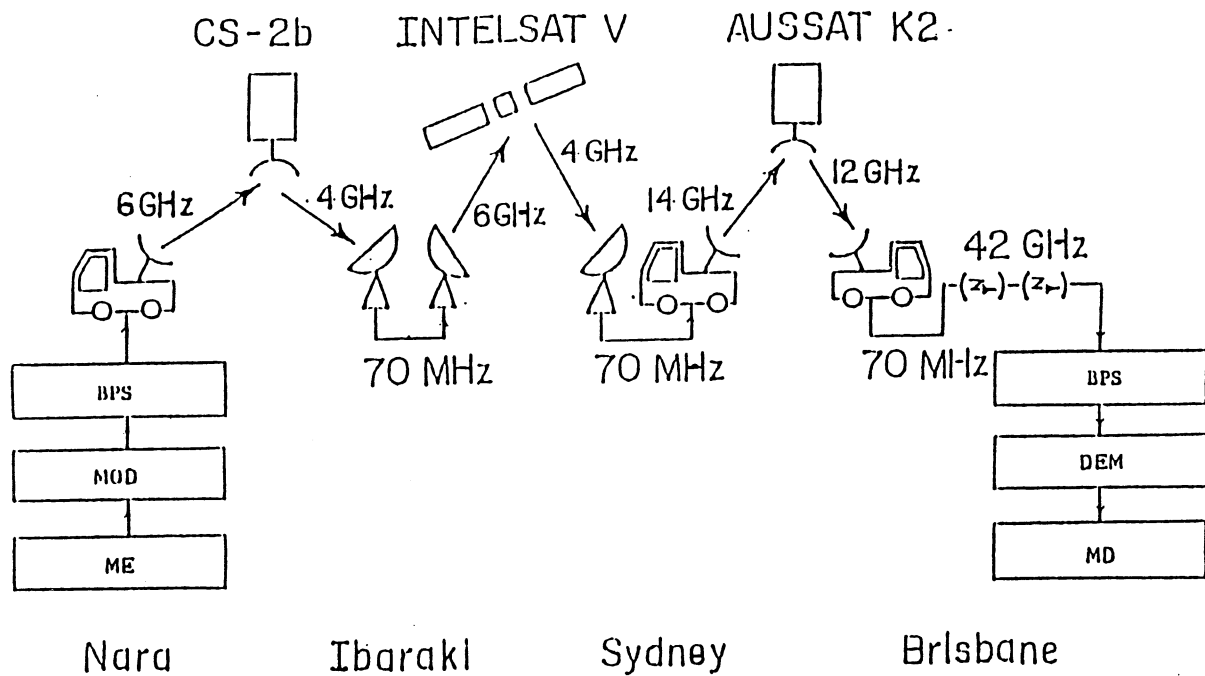 CS-2b INTELSAT V AUSSAT K2
6 GHz 4 GHz 6 GHz 4 GHz 14 GHz 12 GHz
42 GHz
70 MHz 70 MHz 70 MHz
BPS BPS
MOD DEM
ME MD
Nara Ibaraki Sydney Brisbane